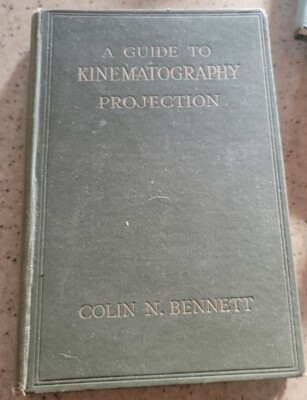 A GUIDE TO
KINEMATOGRAPHY
PROJECTION
COLIN N. BENNETT